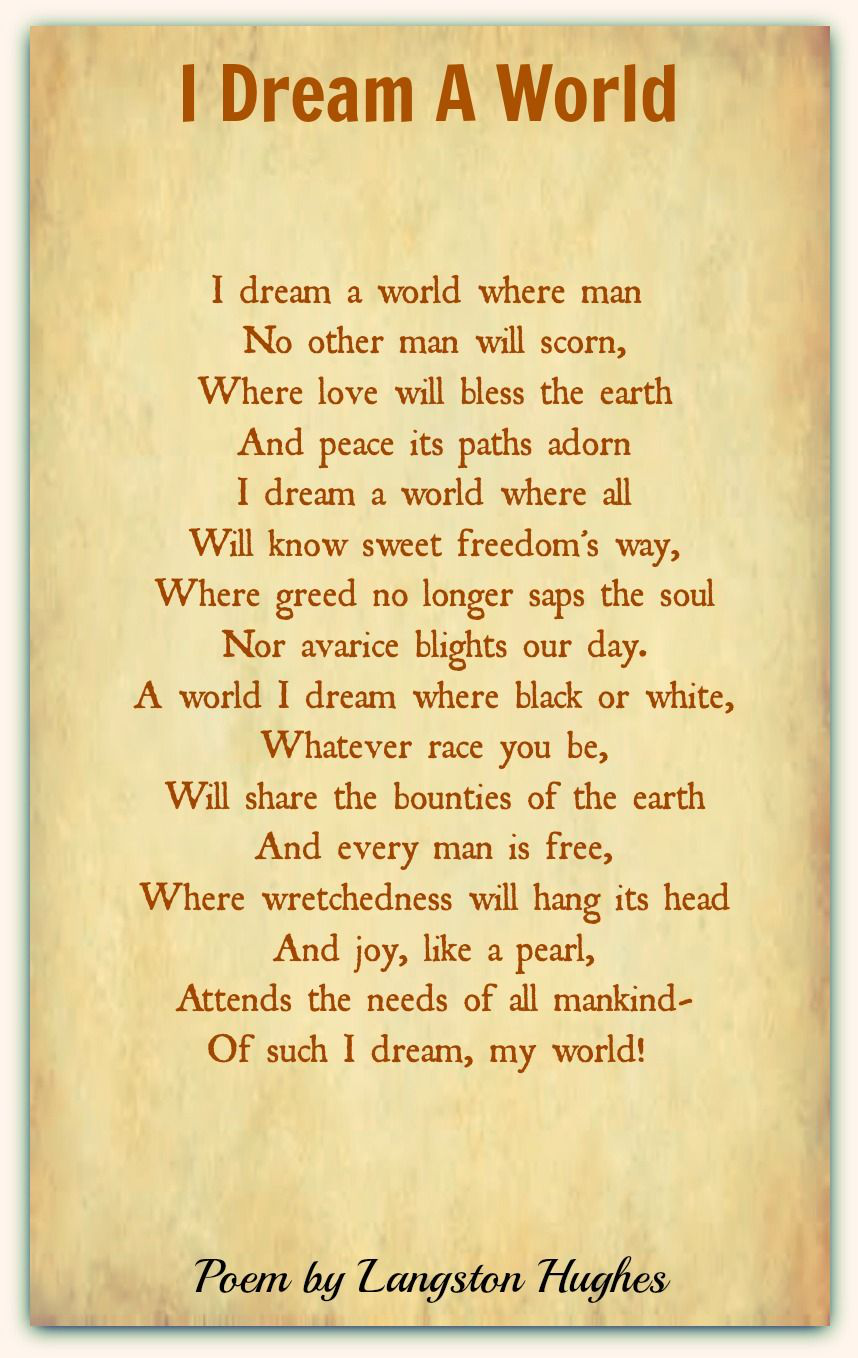 I Dream A World
I dream a world where man
No other man will scorn,
Where love will bless the earth
And peace its paths adorn
I dream a world where all
Will know sweet freedom's way,
Where greed no longer saps the soul
Nor avarice blights our day.
A world I dream where black or white,
Whatever race you be,
Will share the bounties of the earth
And every man is free,
Where wretchedness will hang its head
And joy, like a pearl,
Attends the needs of all mankind-
Of such I dream, my world!
Poem by Langston Hughes